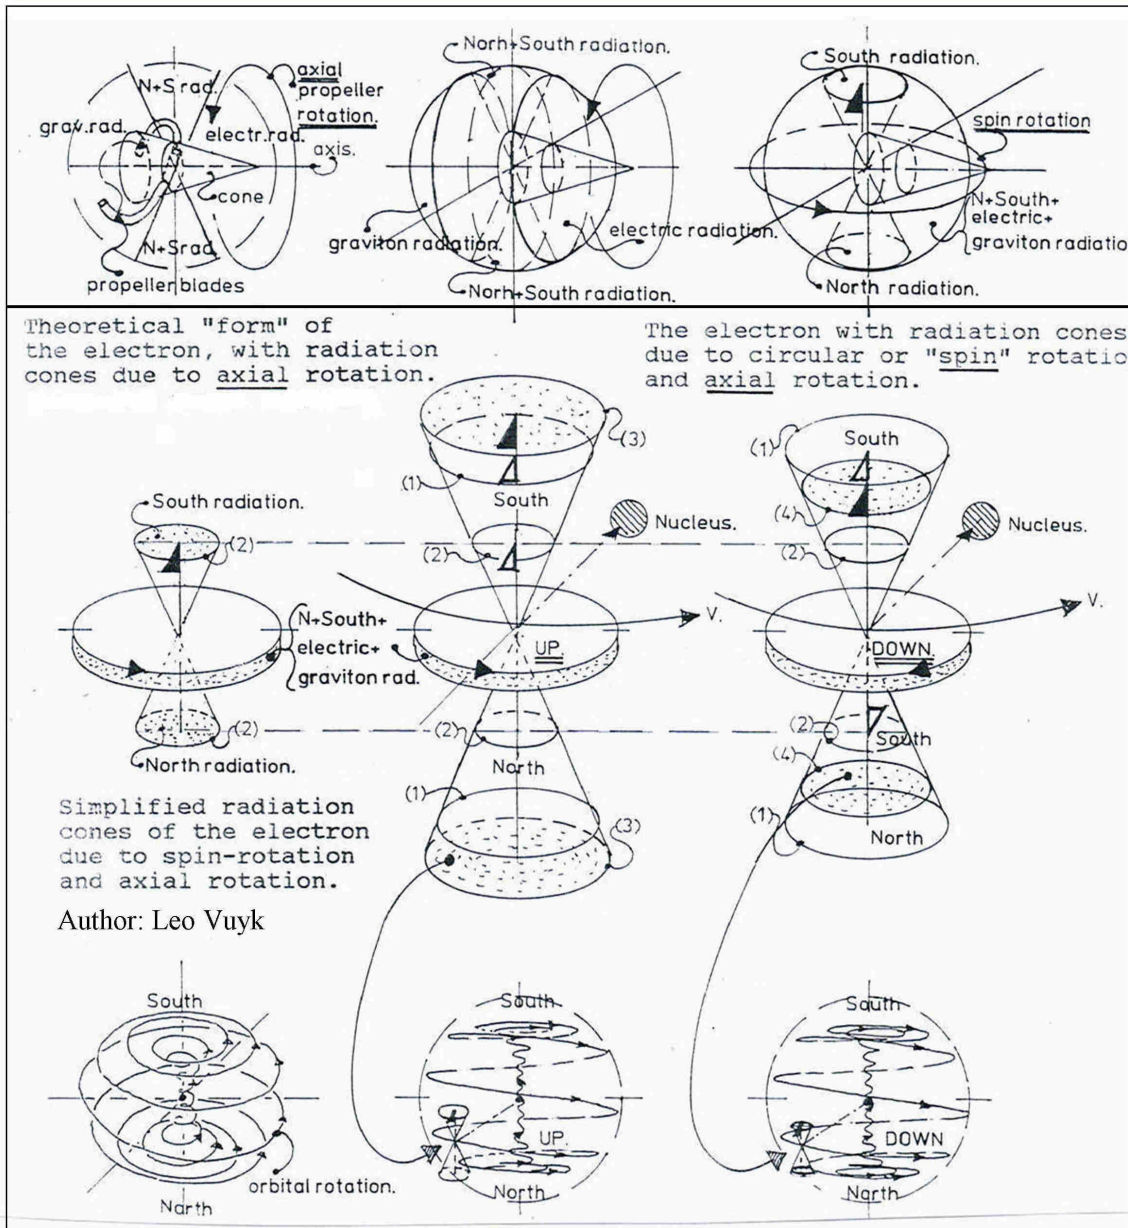 N+S rad.
axial
propeller
rotation.
grav.rad.
electr.rad.
axis.
cone
N+S rad.
propeller blades
Norh+South radiation.
graviton radiation.
electric radiation.
Norh+South radiation.
South radiation.
spin rotation
N+South+
electric+
graviton radiatio
North radiation.
Theoretical "form" of
the electron, with radiation
cones due to axial rotation.
The electron with radiation cones
due to circular or "spin" rotatio
and axial rotation.
(3)
(1)
South
(2)
Nucleus.
V.
UP.
(2)
North
(1)
(3)
(1)
South
(4)
(2)
Nucleus.
V.
DOWN.
(2)
South
(4)
(1)
North
South radiation.
(2)
N+South+
electric+
graviton rad.
(2)
North radiation.
Simplified radiation
cones of the electron
due to spin-rotation
and axial rotation.
Author: Leo Vuyk
South
orbital rotation.
Narth
South
UP.
North
Sauth
DOWN
Narth